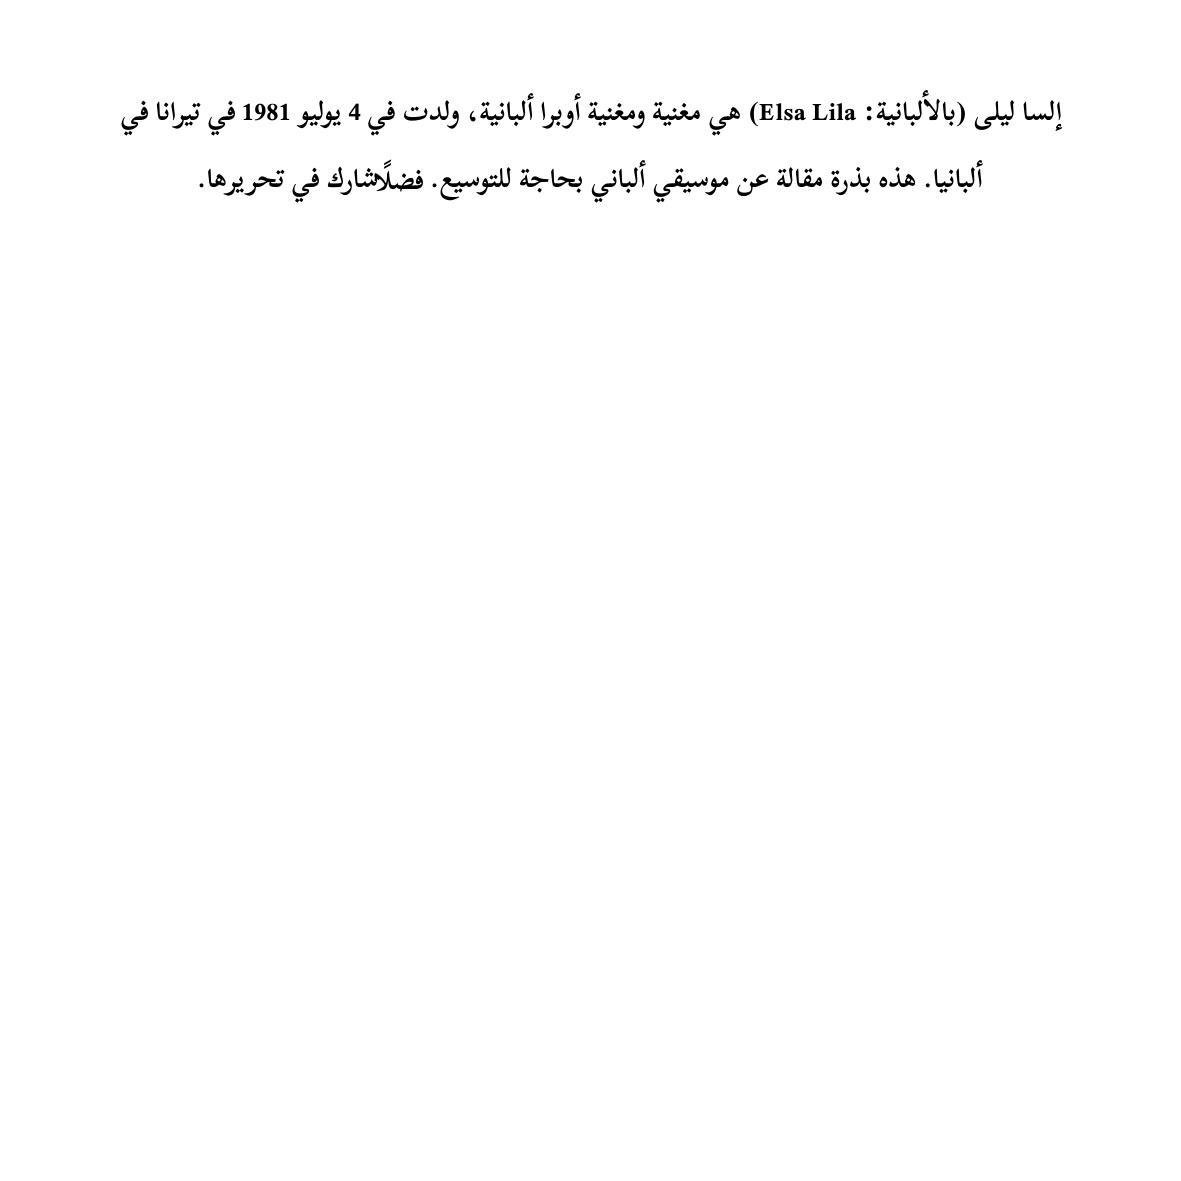 إلسا ليلى (بالألبانية: Elsa Lila) هي مغنية ومغنية أوبرا ألبانية، ولدت في 4 يوليو 1981 في تيرانا في
ألبانيا. هذه بذرة مقالة عن موسيقي ألباني بحاجة للتوسيع. فضلًاشارك في تحريرها.